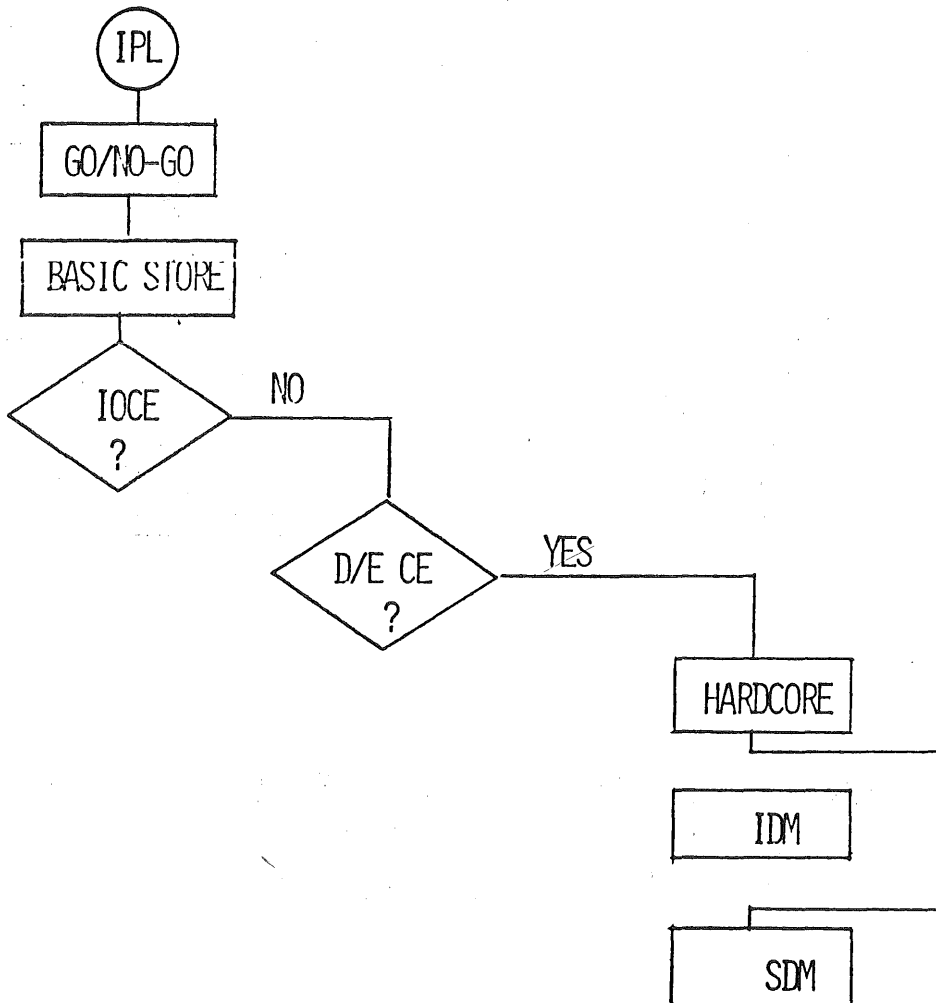 IPL
GO/NO-GO
BASIC STORE
IOCE
?
NO
D/E CE
?
YES
HARDCORE
IDM
SDM